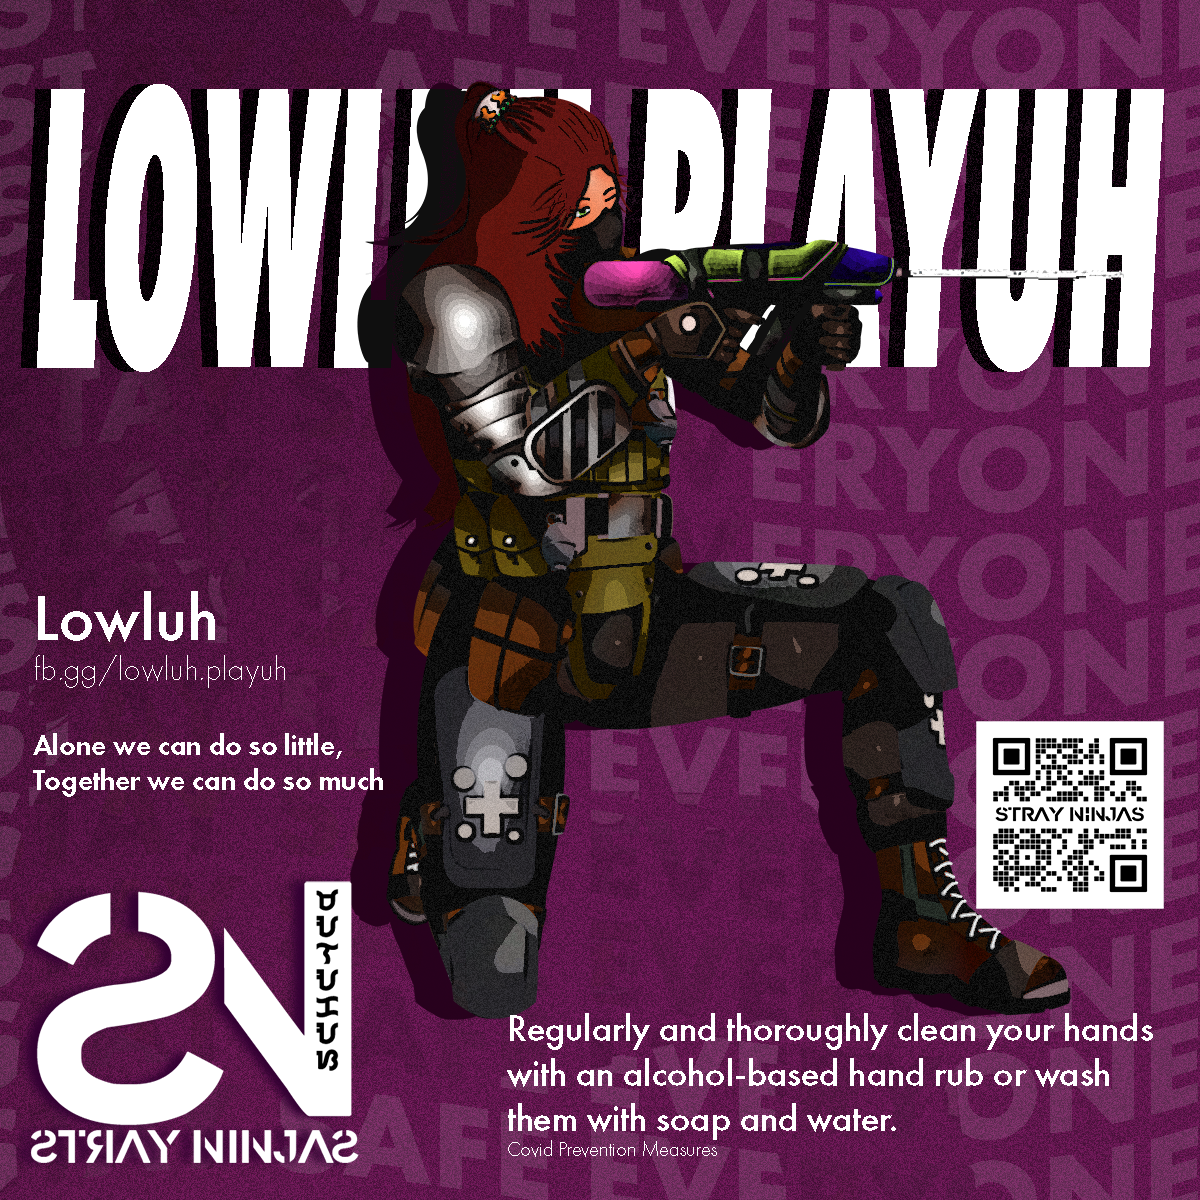 LOWLUH PLAYUH
Lowluh
fb.gg/lowluh.playuh
Alone we can do so little,
Together we can do so much
STRAY NINJAS
STRAY NINJAS
Regularly and thoroughly clean your hands
with an alcohol-based hand rub or wash
them with soap and water.
Covid Prevention Measures